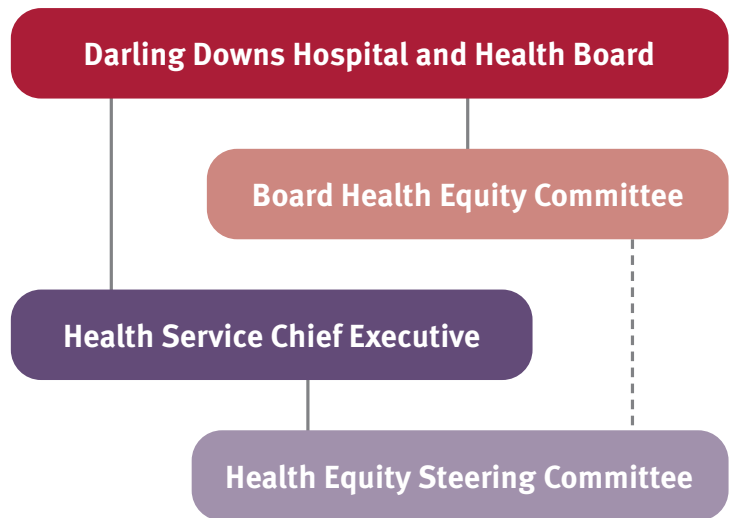 Darling Downs Hospital and Health Board
Board Health Equity Committee
Health Service Chief Executive
Health Equity Steering Committee